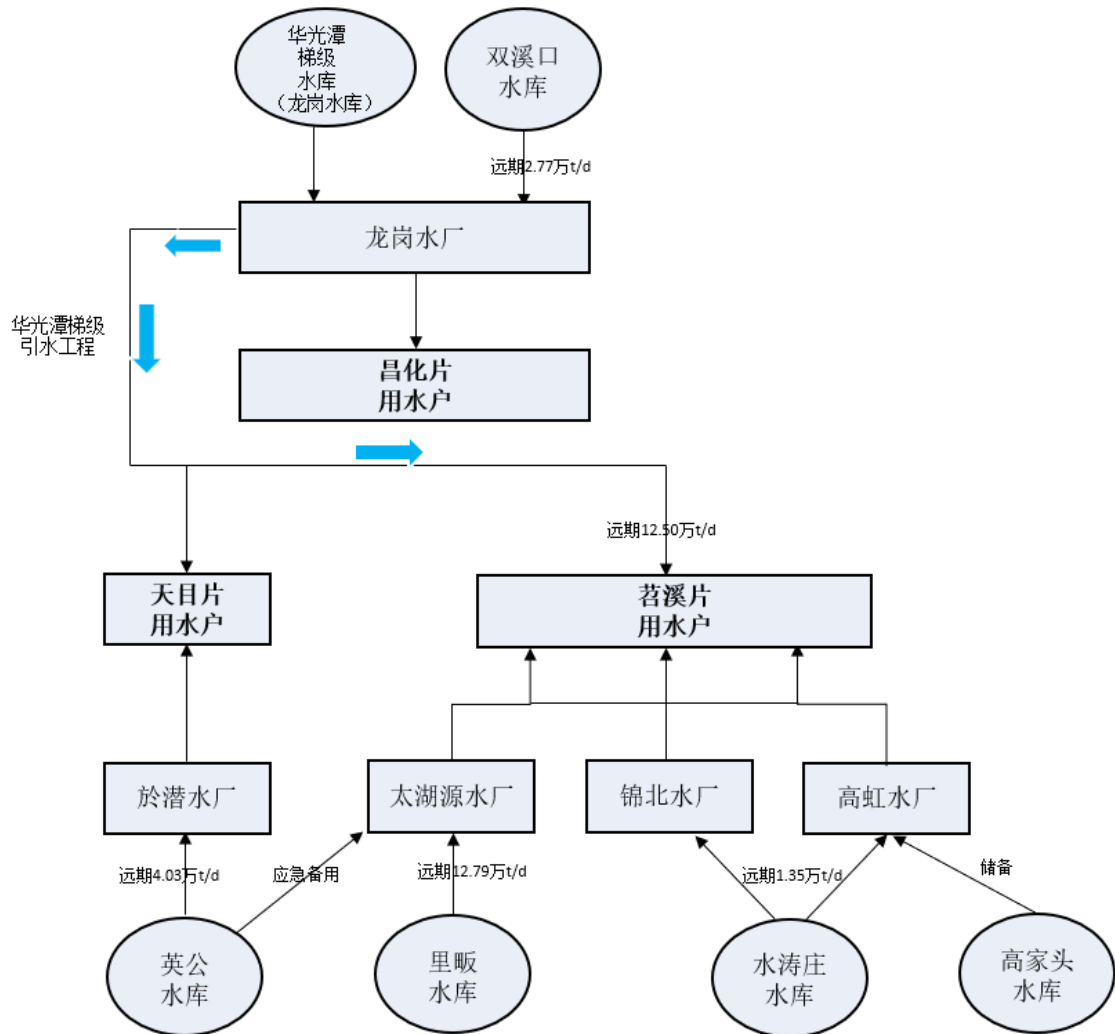 华光潭
梯级
水库
（龙岗水库）
双溪口
水库
远期2.77万t/d
龙岗水厂
华光潭梯级
引水工程
昌化片
用水户
远期12.50万t/d
天目片
用水户
苕溪片
用水户
於潜水厂
太湖源水厂
锦北水厂
高虹水厂
远期4.03万t/d
应急备用
远期12.79万t/d
远期1.35万t/d
储备
英公
水库
里畈
水库
水涛庄
水库
高家头
水库